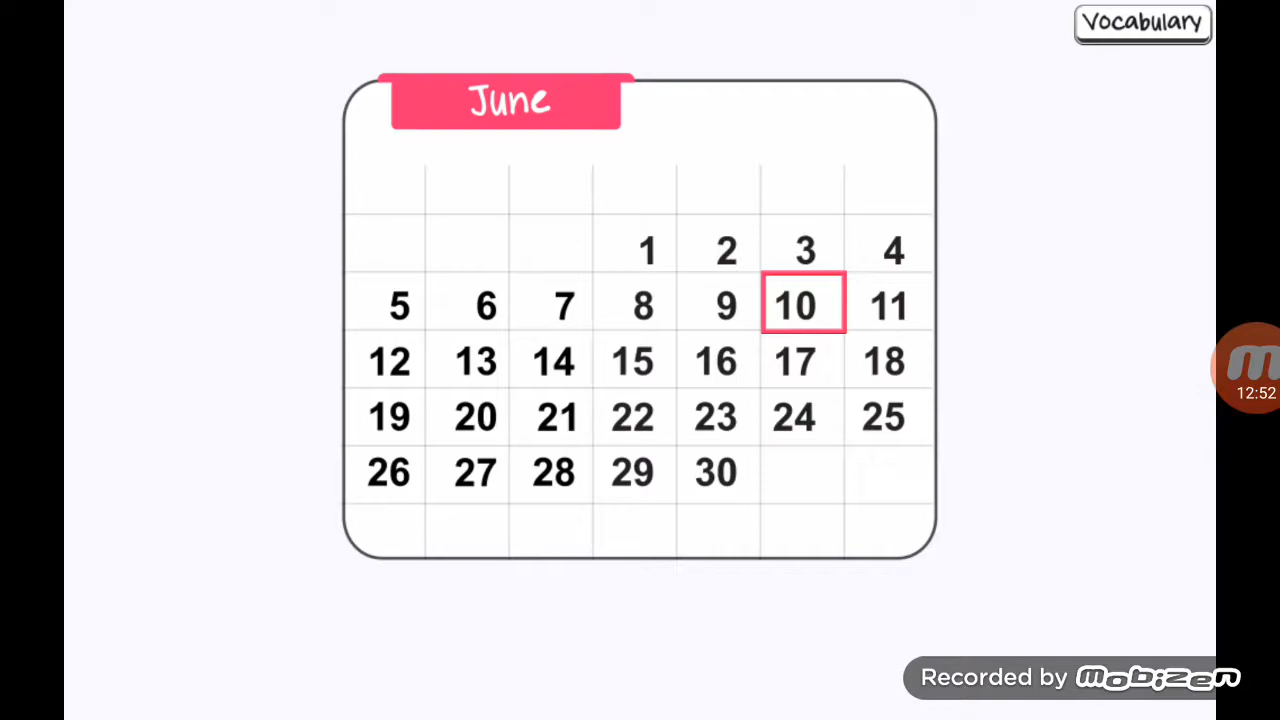 Vocabulary
June
1 2 3 4
5 6 7 8 9 10 11
12 13 14 15 16 17 18
19 20 21 22 23 24 25
26 27 28 29 30
12:52
Recorded by mobizen